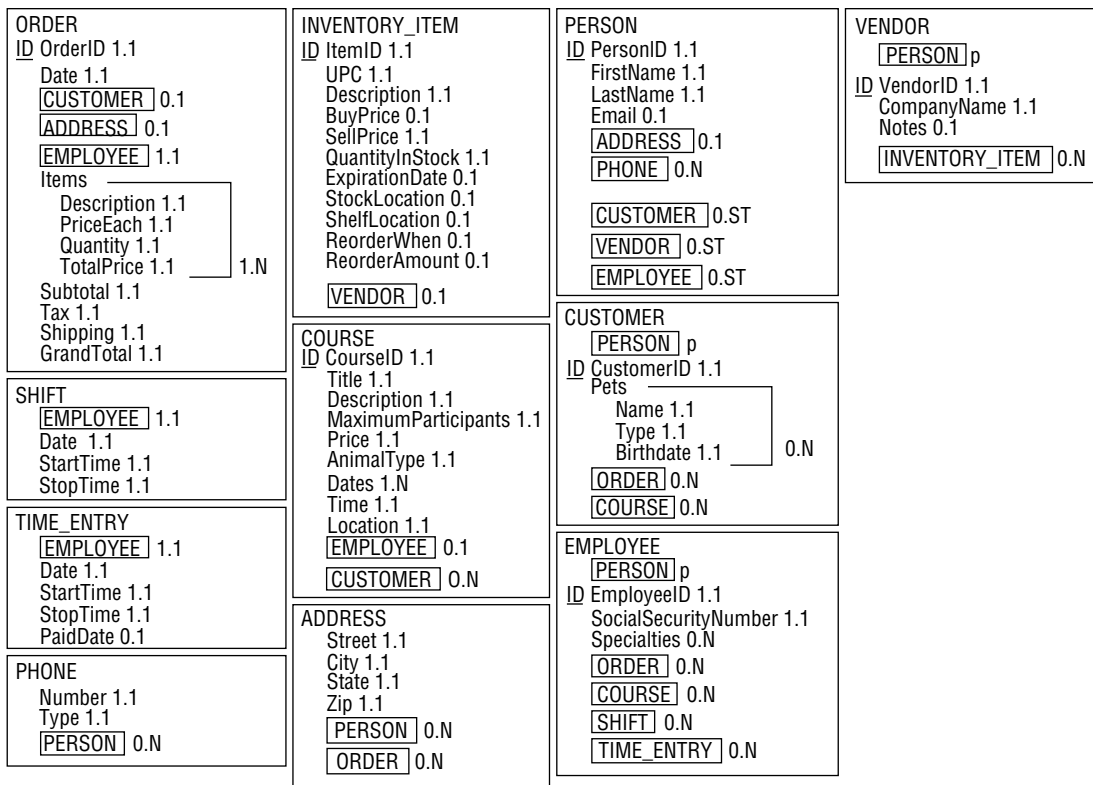 ORDER
ID OrderID 1.1
Date 1.1
CUSTOMER 0.1
ADDRESS 0.1
EMPLOYEE 1.1
Items
Description 1.1
PriceEach 1.1
Quantity 1.1
TotalPrice 1.1 1.N
Subtotal 1.1
Tax 1.1
Shipping 1.1
GrandTotal 1.1
SHIFT
EMPLOYEE 1.1
Date 1.1
StartTime 1.1
StopTime 1.1
TIME_ENTRY
EMPLOYEE 1.1
Date 1.1
StartTime 1.1
StopTime 1.1
PaidDate 0.1
PHONE
Number 1.1
Type 1.1
PERSON 0.N
INVENTORY_ITEM
ID ItemID 1.1
UPC 1.1
Description 1.1
BuyPrice 0.1
SellPrice 1.1
QuantityInStock 1.1
ExpirationDate 0.1
StockLocation 0.1
ShelfLocation 0.1
ReorderWhen 0.1
ReorderAmount 0.1
VENDOR 0.1
COURSE
ID CourseID 1.1
Title 1.1
Description 1.1
MaximumParticipants 1.1
Price 1.1
AnimalType 1.1
Dates 1.N
Time 1.1
Location 1.1
EMPLOYEE 0.1
CUSTOMER O.N
ADDRESS
Street 1.1
City 1.1
State 1.1
Zip 1.1
PERSON 0.N
ORDER 0.N
PERSON
ID PersonID 1.1
FirstName 1.1
LastName 1.1
Email 0.1
ADDRESS 0.1
PHONE 0.N
CUSTOMER 0.ST
VENDOR 0.ST
EMPLOYEE 0.ST
CUSTOMER
PERSON p
ID CustomerID 1.1
Pets
Name 1.1
Type 1.1
Birthdate 1.1 0.N
ORDER 0.N
COURSE 0.N
EMPLOYEE
PERSON p
ID EmployeeID 1.1
SocialSecurityNumber 1.1
Specialties 0.N
ORDER 0.N
COURSE 0.N
SHIFT 0.N
TIME_ENTRY 0.N
VENDOR
PERSON p
ID VendorID 1.1
CompanyName 1.1
Notes 0.1
INVENTORY_ITEM 0.N